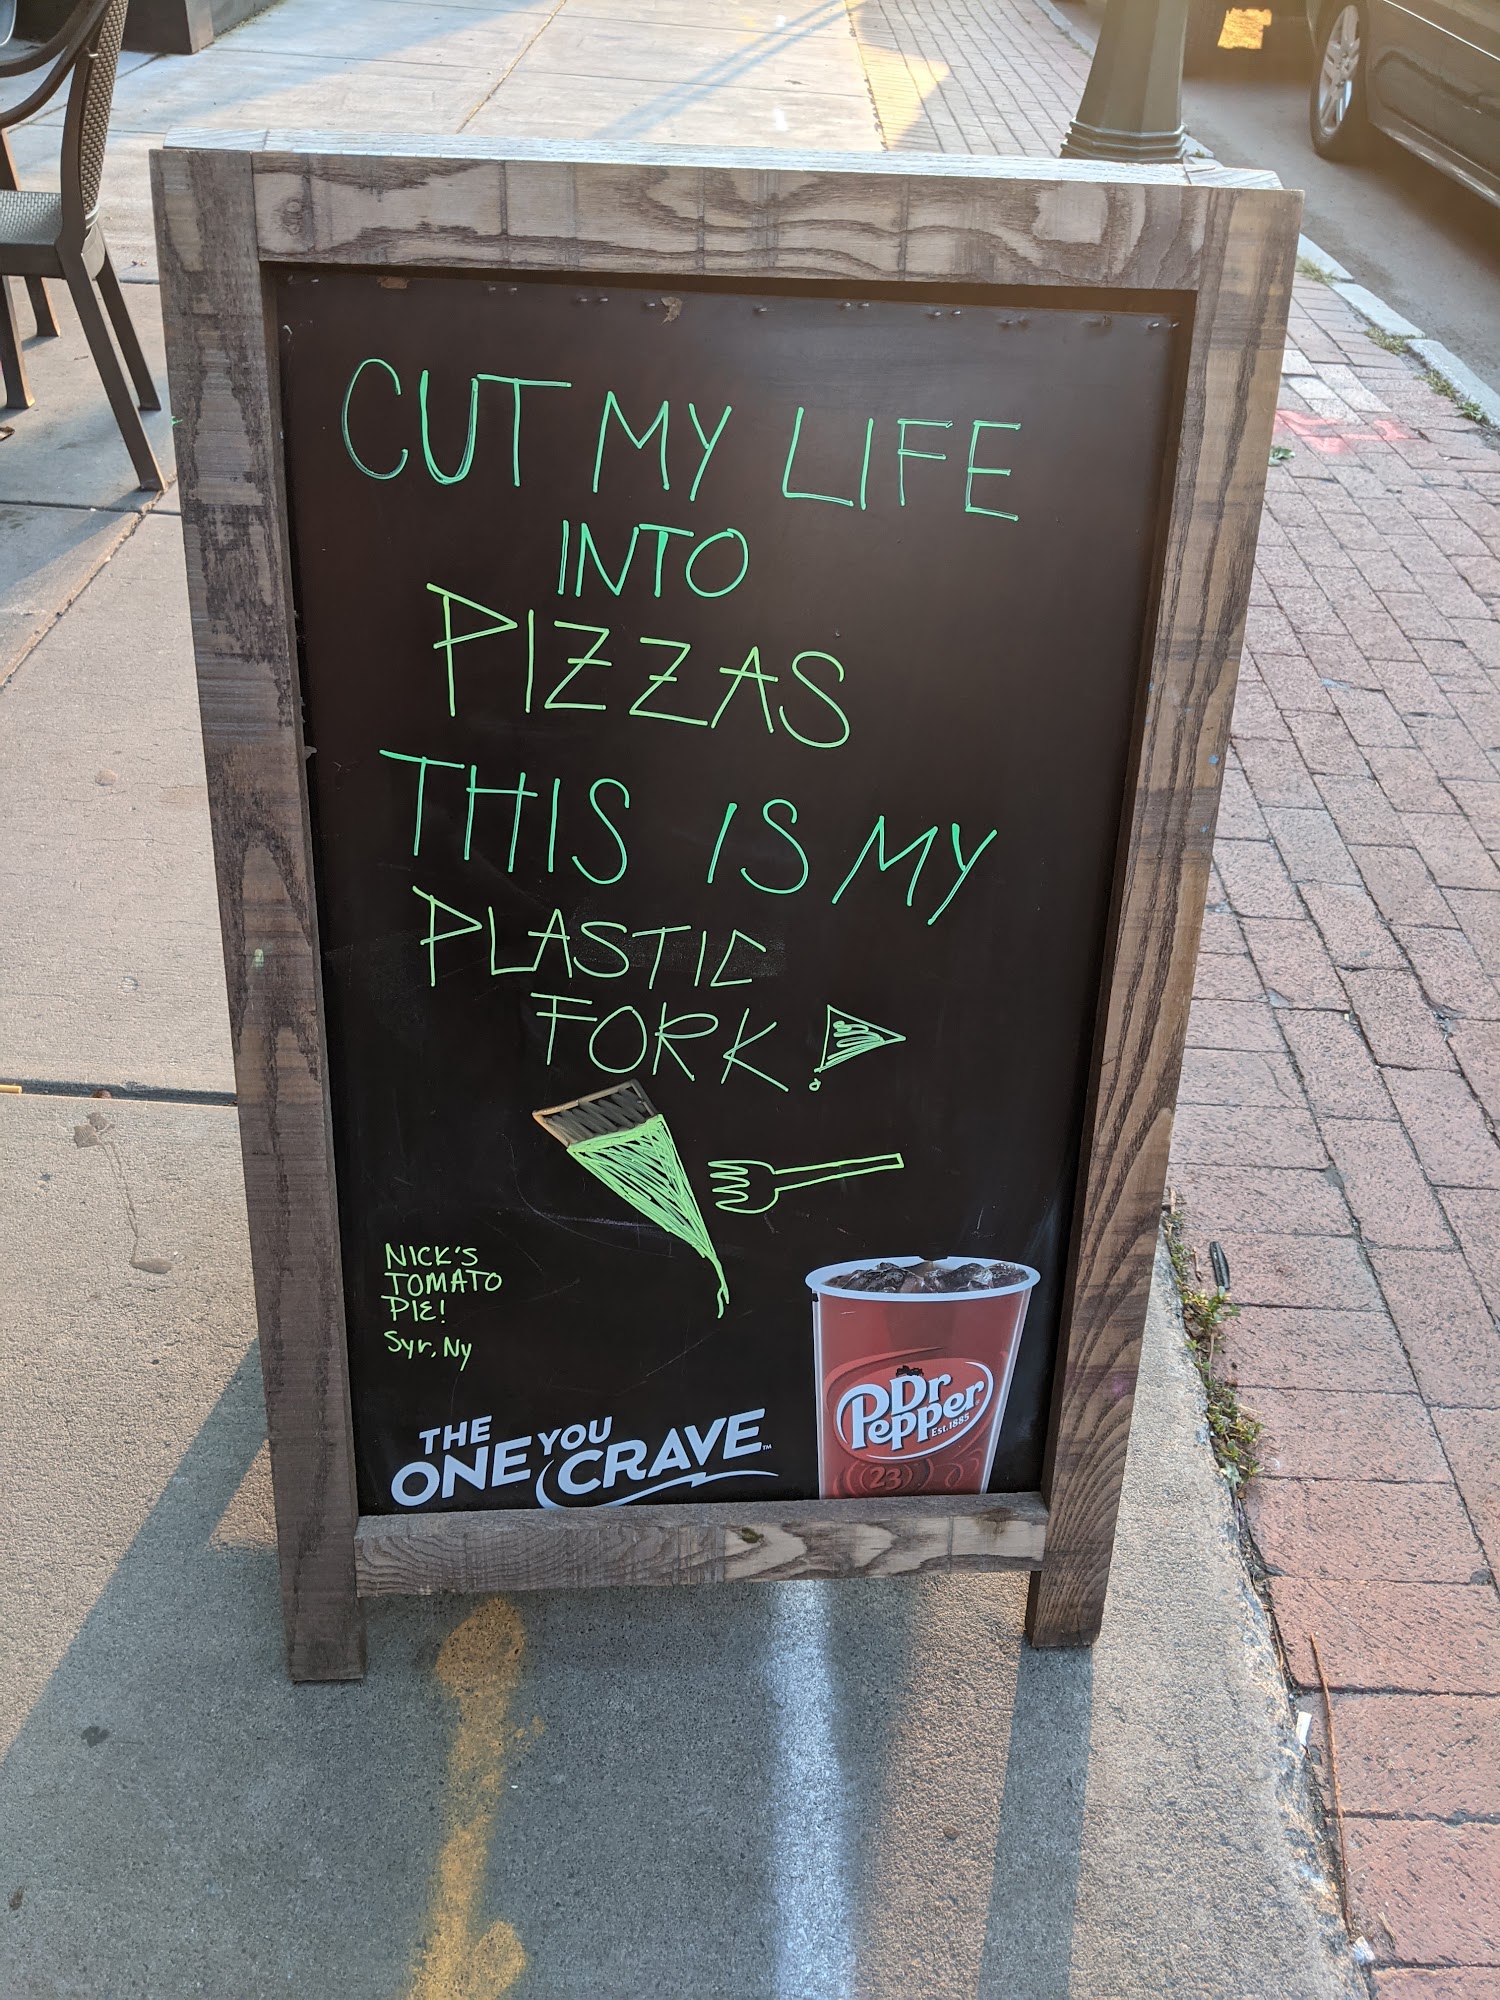 CUT MY LIFE
INTO
PIZZAS
THIS IS MY
PLASTIC
FORK!
NICK'S
TOMATO
PIE!
Syr, Ny
THE
ONE YOU
CRAVE™
Dr
Pepper®
Est. 1885
23